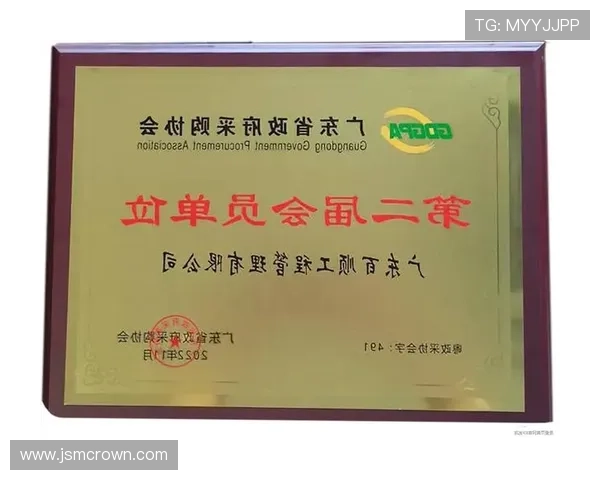 TG: MYYJJPP
GDGPA
广东省政府采购协会
Guangdong Government Procurement Association
第二届会员单位
广东百顺工程管理有限公司
粤政采协会字：491
广东省政府采购协会
2022年11月
www.jsmcrown.com